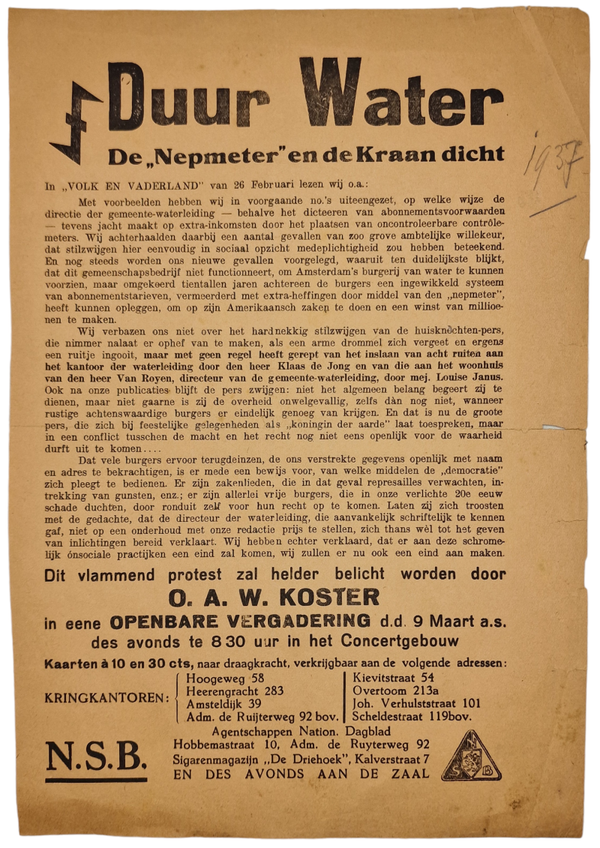 Duur Water
De „Nepmeter” en de Kraan dicht
1937
In „VOLK EN VADERLAND” van 26 Februari lezen wij o.a.:
Met voorbeelden hebben wij in voorgaande no.'s uiteengezet, op welke wijze de
directie der gemeente-waterleiding — behalve het dicteeren van abonnementsvoorwaarden
— tevens jacht maakt op extra-inkomsten door het plaatsen van oncontroleerbare contrôle-
meters. Wij achterhaalden daarbij een aantal gevallen van zoo grove ambtelijke willekeur,
dat stilzwijgen hier eenvoudig in sociaal opzicht medeplichtigheid zou hebben beteekend.
En nog steeds worden ons nieuwe gevallen voorgelegd, waaruit ten duidelijkste blijkt,
dat dit gemeenschapsbedrijf niet functionneert, om Amsterdam's burgerij van water te kunnen
voorzien, maar omgekeerd tientallen jaren achtereen de burgers een ingewikkeld systeem
van abonnementstarieven, vermeerderd met extra-heffingen door middel van den „nepmeter”,
heeft kunnen opleggen, om op zijn Amerikaansch zaken te doen en een winst van millioe-
nen te maken.
Wij verbazen ons niet over het hardnekkig stilzwijgen van de huisknêchten-pers,
die nimmer nalaat er ophef van te maken, als een arme drommel zich vergeet en ergens
een ruitje ingooit, maar met geen regel heeft gerept van het inslaan van acht ruiten aan
het kantoor der waterleiding door den heer Klaas de Jong en van die aan het woonhuis
van den heer Van Royen, directeur van de gemeente-waterleiding, door mej. Louise Janus.
Ook na onze publicaties blijft de pers zwijgen: niet het algemeen belang begeert zij te
dienen, maar niet gaarne is zij de overheid onwelgevallig, zelfs dàn nog niet, wanneer
rustige achtenswaardige burgers er eindelijk genoeg van krijgen. En dat is nu de groote
pers, die zich bij feestelijke gelegenheden als „koningin der aarde” laat toespreken, maar
in een conflict tusschen de macht en het recht nog niet eens openlijk voor de waarheid
durft uit te komen....
Dat vele burgers ervoor terugdeinzen, de ons verstrekte gegevens openlijk met naam
en adres te bekrachtigen, is er mede een bewijs voor, van welke middelen de „democratie”
zich pleegt te bedienen. Er zijn zakenlieden, die in dat geval represailles verwachten, in-
trekking van gunsten, enz.; er zijn allerlei vrije burgers, die in onze verlichte 20e eeuw
schade duchten, door ronduit zelf voor hun recht op te komen. Laten zij zich troosten
met de gedachte, dat de directeur der waterleiding, die aanvankelijk schriftelijk te kennen
gaf, niet op een onderhoud met onze redactie prijs te stellen, zich thans wèl tot het geven
van inlichtingen bereid verklaart. Wij hebben echter verklaard, dat er aan deze schrome-
lijk ònsociale practijken een eind zal komen, wij zullen er nu ook een eind aan maken.
Dit vlammend protest zal helder belicht worden door
O. A. W. KOSTER
in eene OPENBARE VERGADERING d.d. 9 Maart a.s.
des avonds te 8 30 uur in het Concertgebouw
Kaarten à 10 en 30 cts, naar draagkracht, verkrijgbaar aan de volgende adressen:
KRINGKANTOREN:
Hoogeweg 58
Heerengracht 283
Amsteldijk 39
Adm. de Ruijterweg 92 bov.
Kievitstraat 54
Overtoom 213a
Joh. Verhulststraat 101
Scheldestraat 119bov.
Agentschappen Nation. Dagblad
Hobbemastraat 10, Adm. de Ruyterweg 92
Sigarenmagazijn „De Driehoek”, Kalverstraat 7
EN DES AVONDS AAN DE ZAAL
N.S.B.
N
S B